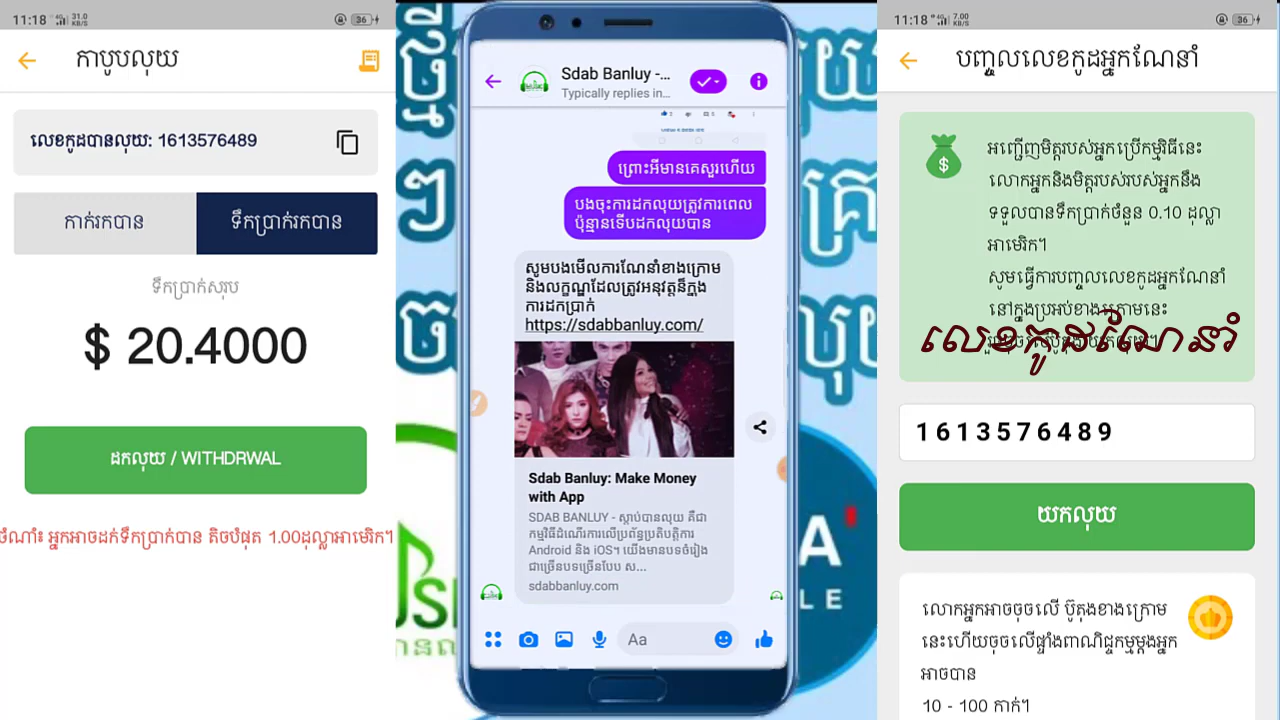 11:18 4G 31.0 KB/S 36
កាបូបលុយ
លេខកូដបានលុយ: 1613576489
កាក់រកបាន
ទឹកប្រាក់រកបាន
ទឹកប្រាក់សរុប
$ 20.4000
ដកលុយ / WITHDRWAL
ចំណាំ៖ អ្នកអាចដក់ទឹកប្រាក់បាន តិចបំផុត 1.00ដុល្លារអាមេរិក។
Sdab Banluy -...
Typically replies in...
ព្រោះអីមានគេសួរហើយ
បងចុះការដកលុយត្រូវការពេល
ប៉ុន្មានទើបដកលុយបាន
សូមបងមើលការណែនាំខាងក្រោម
និងលក្ខណ្ឌដែលត្រូវអនុវត្តនីក្នុង
ការដកប្រាក់
https://sdabbanluy.com/
Sdab Banluy: Make Money
with App
SDAB BANLUY - ស្តាប់បានលុយ គឺជា
កម្មវិធីដំណើរការលើប្រព័ន្ធប្រតិបត្តិការ
Android និង iOS។ យើងមានបទចំរៀង
ជាច្រើនបទច្រើនបែប ស...
sdabbanluy.com
Aa
11:18 4G 7.00 KB/S 36
បញ្ចូលលេខកូដអ្នកណែនាំ
អញ្ជើញមិត្តរបស់អ្នកប្រើកម្មវិធីនេះ
លោកអ្នកនិងមិត្តរបស់របស់អ្នកនឹង
ទទួលបានទឹកប្រាក់ចំនួន 0.10 ដុល្លា
អាមេរិក។
សូមធ្វើការបញ្ចូលលេខកូដអ្នកណែនាំ
នៅក្នុងប្រអប់ខាងក្រោមនេះ
លេខកូដណែនាំ
1613576489
យកលុយ
លោកអ្នកអាចចុចលើ ប៊ូតុងខាងក្រោម
នេះហើយចុចលើផ្ទាំងពាណិជ្ជកម្មម្តងអ្នក
អាចបាន
10 - 100 កាក់។